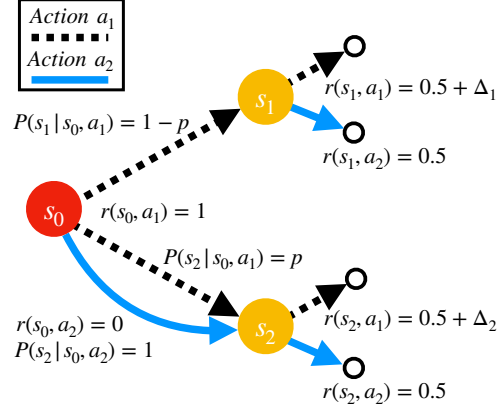 Action a₁
Action a₂
s₁
r(s₁, a₁) = 0.5 + Δ₁
P(s₁|s₀, a₁) = 1 − p
r(s₁, a₂) = 0.5
s₀
r(s₀, a₁) = 1
P(s₂|s₀, a₁) = p
s₂
r(s₂, a₁) = 0.5 + Δ₂
r(s₀, a₂) = 0
P(s₂|s₀, a₂) = 1
r(s₂, a₂) = 0.5